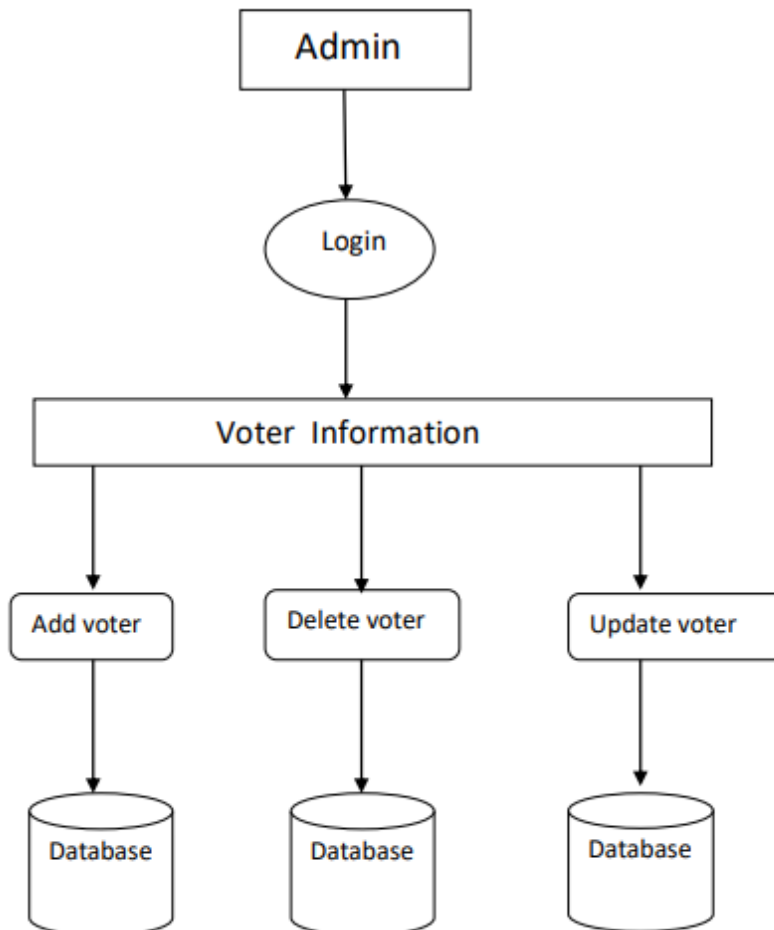 Admin
Login
Voter Information
Add voter
Delete voter
Update voter
Database
Database
Database